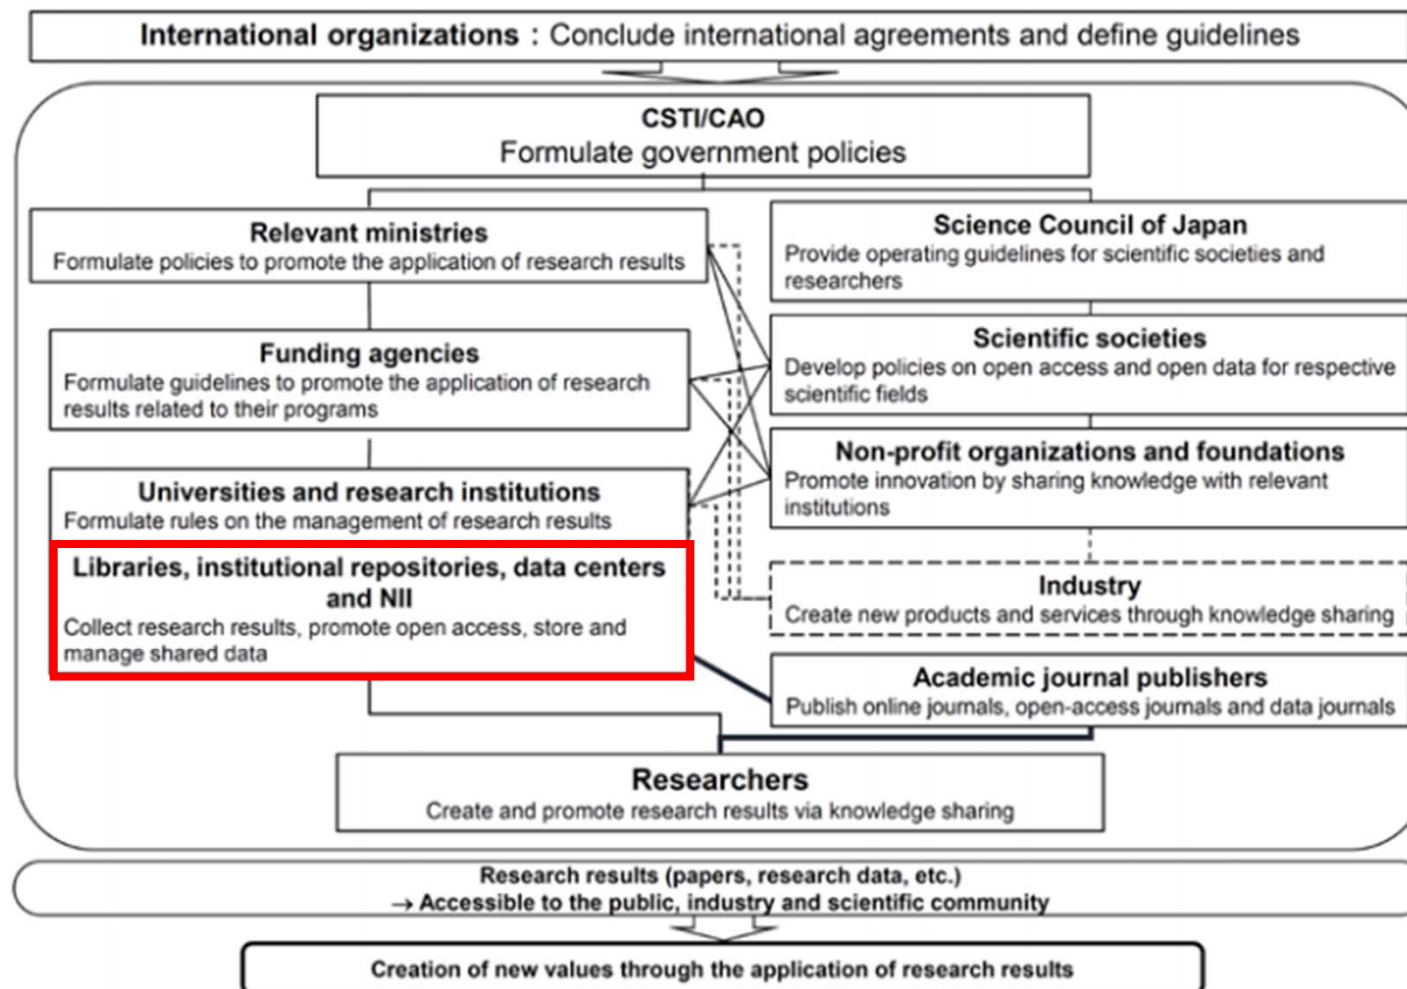 International organizations : Conclude international agreements and define guidelines
CSTI/CAO
Formulate government policies
Relevant ministries
Formulate policies to promote the application of research results
Funding agencies
Formulate guidelines to promote the application of research
results related to their programs
Universities and research institutions
Formulate rules on the management of research results
Libraries, institutional repositories, data centers
and NII
Collect research results, promote open access, store and
manage shared data
Science Council of Japan
Provide operating guidelines for scientific societies and
researchers
Scientific societies
Develop policies on open access and open data for respective
scientific fields
Non-profit organizations and foundations
Promote innovation by sharing knowledge with relevant
institutions
Industry
Create new products and services through knowledge sharing
Academic journal publishers
Publish online journals, open-access journals and data journals
Researchers
Create and promote research results via knowledge sharing
Research results (papers, research data, etc.)
→ Accessible to the public, industry and scientific community
Creation of new values through the application of research results